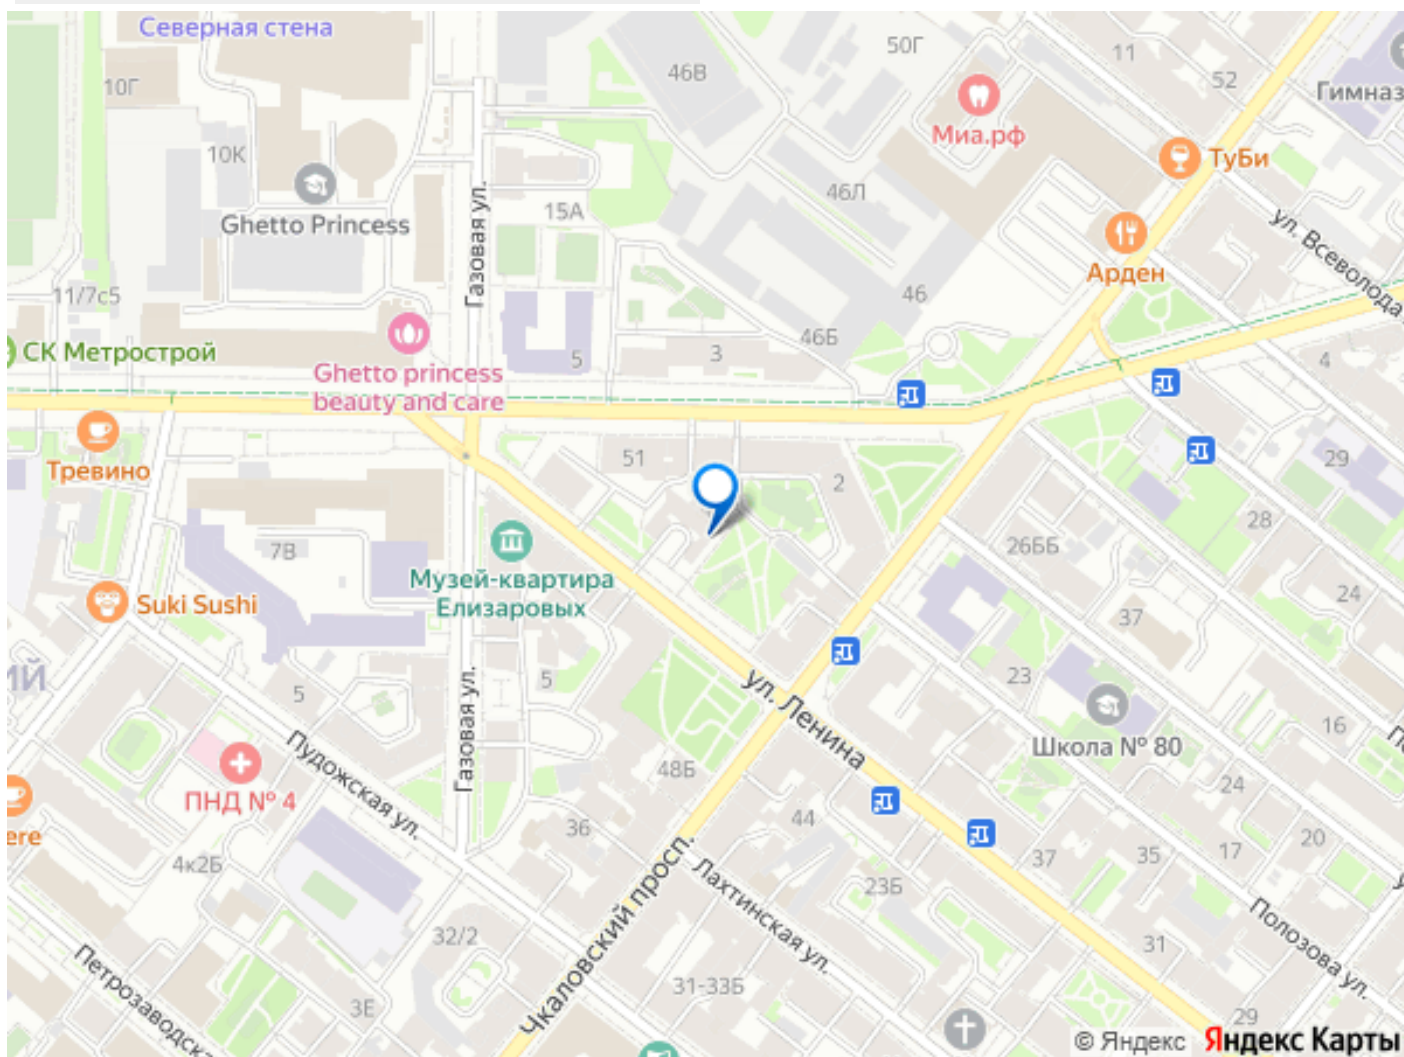 Северная стена
10Г
46В
50Г
11
52
Гимназ
Миа.рф
ТуБи
10К
Ghetto Princess
Газовая ул.
15А
46Л
ул. Всеволода
Арден
11/7с5
46
46Б
СК Метрострой
5
3
4
Ghetto princess
beauty and care
Тревино
51
2
29
28
7В
Музей-квартира
Елизаровых
26ББ
Suki Sushi
24
37
ИЙ
5
5
23
ул. Ленина
Школа № 80
16
Газовая ул.
Пудожская ул.
ПНД № 4
48Б
24
ere
36
44
20
4к2Б
37
35
17
Чкаловский просп.
Лахтинская ул.
23Б
Полозова ул.
32/2
31
Петрозаводска
3Е
31-33Б
29
© Яндекс Яндекс Карты